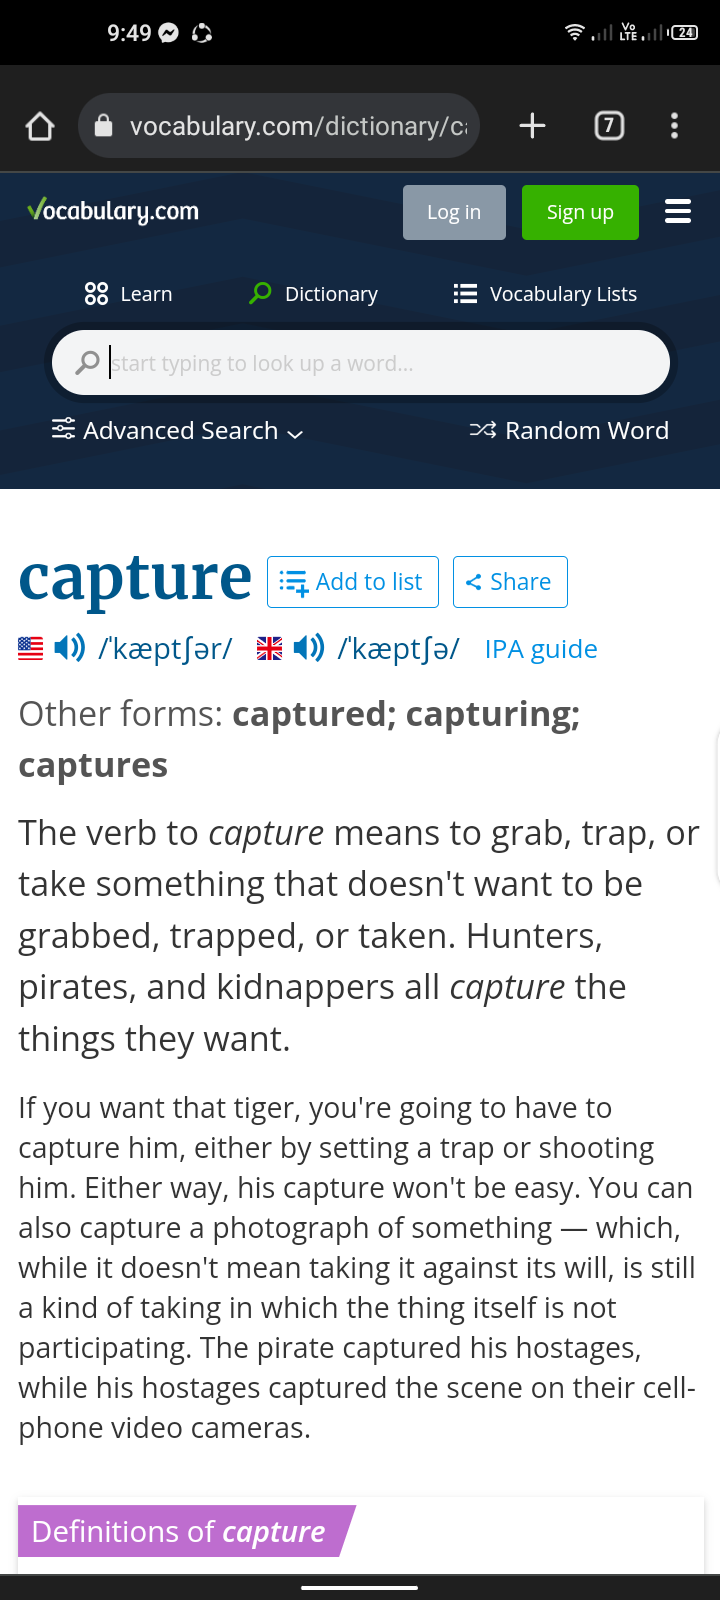 9:49
Vo
LTE
24
vocabulary.com/dictionary/ca
7
Vocabulary.com
Log in
Sign up
Learn
Dictionary
Vocabulary Lists
start typing to look up a word...
Advanced Search
Random Word
capture
Add to list
Share
/ˈkæptʃər/
/ˈkæptʃə/
IPA guide
Other forms: captured; capturing;
captures
The verb to capture means to grab, trap, or
take something that doesn't want to be
grabbed, trapped, or taken. Hunters,
pirates, and kidnappers all capture the
things they want.
If you want that tiger, you're going to have to
capture him, either by setting a trap or shooting
him. Either way, his capture won't be easy. You can
also capture a photograph of something — which,
while it doesn't mean taking it against its will, is still
a kind of taking in which the thing itself is not
participating. The pirate captured his hostages,
while his hostages captured the scene on their cell-
phone video cameras.
Definitions of capture